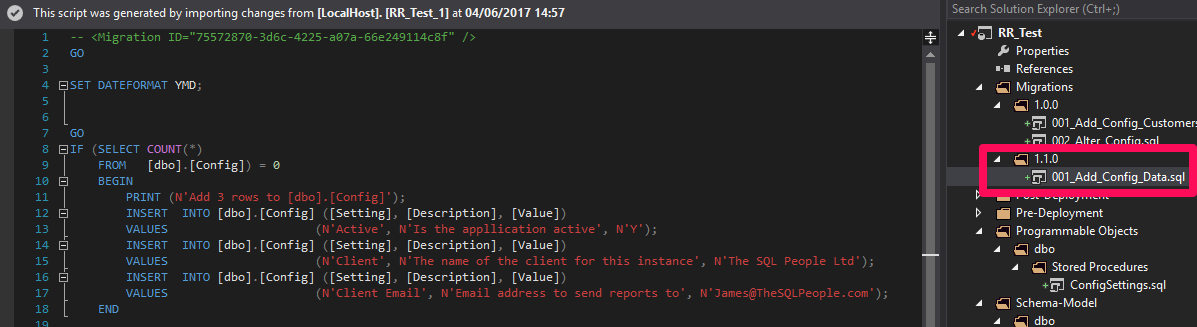 This script was generated by importing changes from [LocalHost]. [RR_Test_1] at 04/06/2017 14:57
1 -- <Migration ID="75572870-3d6c-4225-a07a-66e249114c8f" />
2 GO
3
4 SET DATEFORMAT YMD;
5
6
7 GO
8 IF (SELECT COUNT(*)
9 FROM [dbo].[Config]) = 0
10 BEGIN
11 PRINT (N'Add 3 rows to [dbo].[Config]');
12 INSERT INTO [dbo].[Config] ([Setting], [Description], [Value])
13 VALUES (N'Active', N'Is the application active', N'Y');
14 INSERT INTO [dbo].[Config] ([Setting], [Description], [Value])
15 VALUES (N'Client', N'The name of the client for this instance', N'The SQL People Ltd');
16 INSERT INTO [dbo].[Config] ([Setting], [Description], [Value])
17 VALUES (N'Client Email', N'Email address to send reports to', N'James@TheSQLPeople.com');
18 END
19
Search Solution Explorer (Ctrl+;)
RR_Test
Properties
References
Migrations
1.0.0
001_Add_Config_Customers
002_Alter_Config.sql
1.1.0
001_Add_Config_Data.sql
Post-Deployment
Pre-Deployment
Programmable Objects
dbo
Stored Procedures
ConfigSettings.sql
Schema-Model
dbo